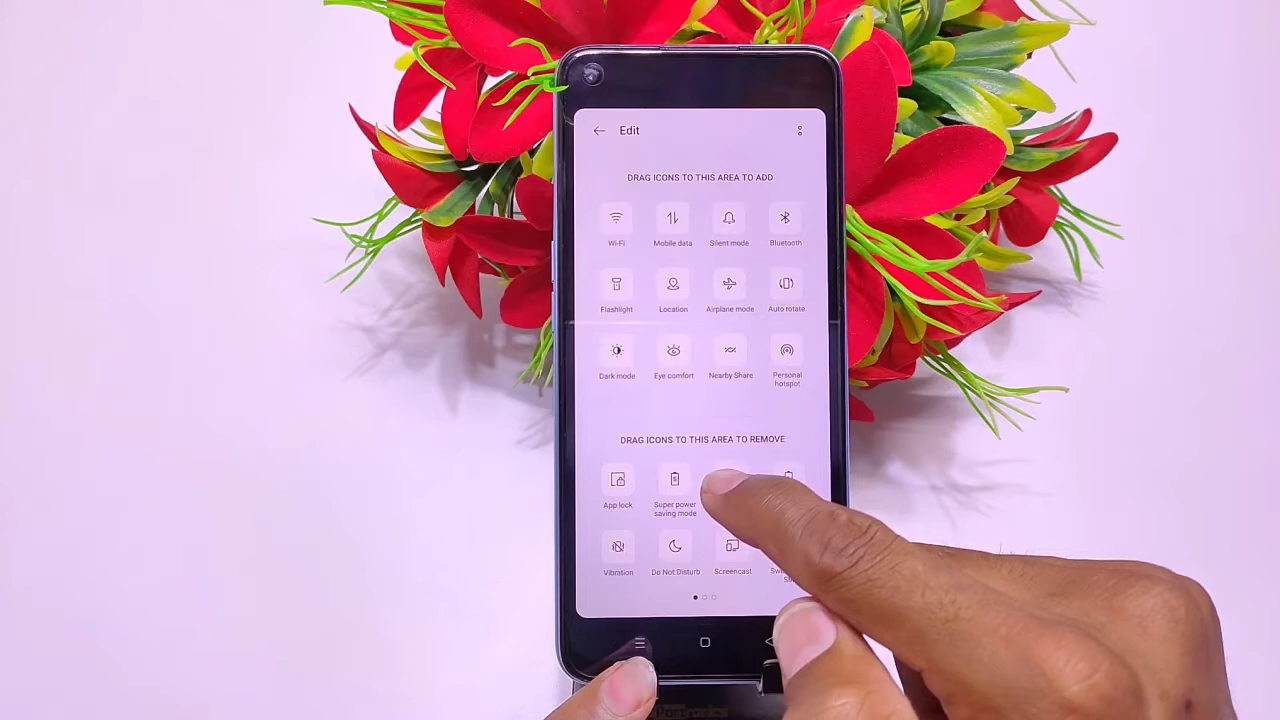 Edit
DRAG ICONS TO THIS AREA TO ADD
Wi-Fi Mobile data Silent mode Bluetooth
Flashlight Location Airplane mode Auto rotate
Dark mode Eye comfort Nearby Share Personal
hotspot
DRAG ICONS TO THIS AREA TO REMOVE
App lock Super power
saving mode
Vibration Do Not Disturb Screencast